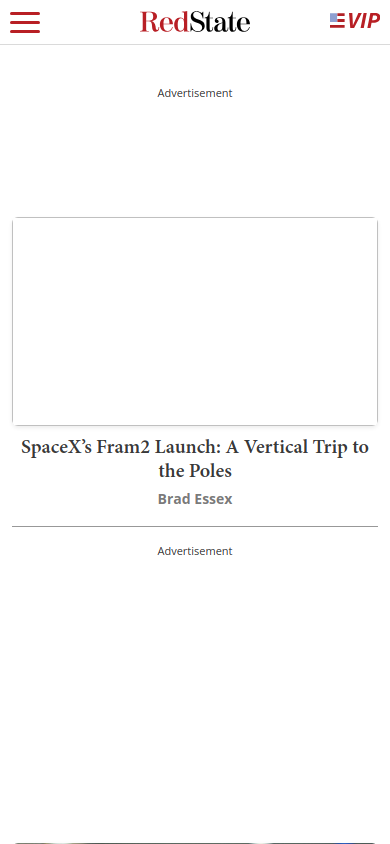 RedState
VIP
Advertisement
SpaceX’s Fram2 Launch: A Vertical Trip to
the Poles
Brad Essex
Advertisement